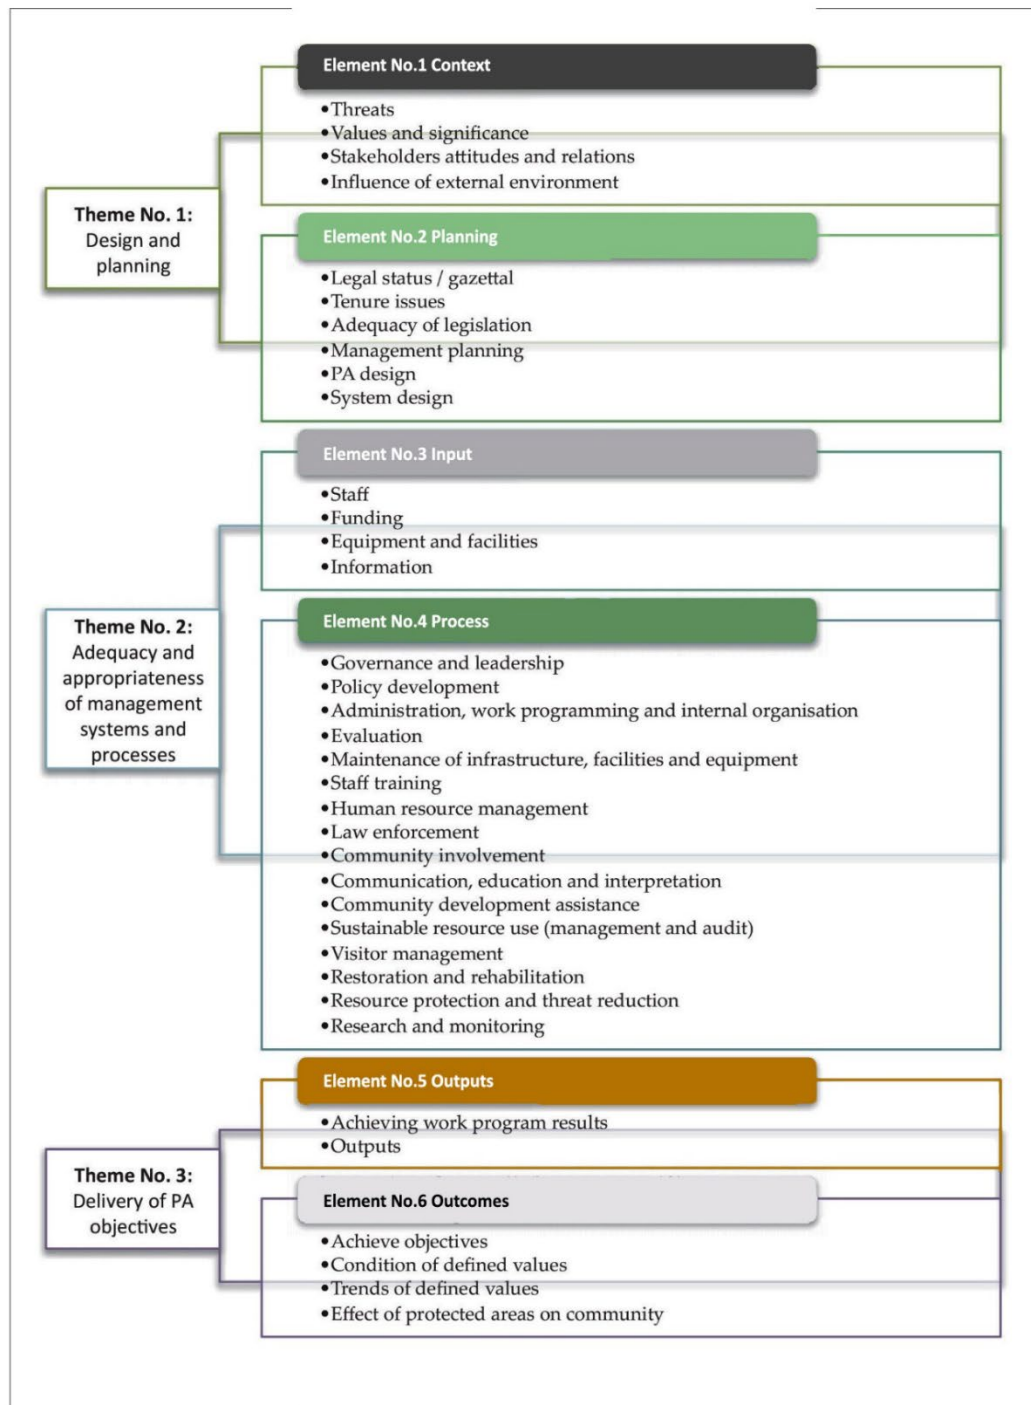 Element No.1 Context
•Threats
•Values and significance
•Stakeholders attitudes and relations
•Influence of external environment
Theme No. 1:
Design and
planning
Element No.2 Planning
•Legal status / gazettal
•Tenure issues
•Adequacy of legislation
•Management planning
•PA design
•System design
Element No.3 Input
•Staff
•Funding
•Equipment and facilities
•Information
Theme No. 2:
Adequacy and
appropriateness
of management
systems and
processes
Element No.4 Process
•Governance and leadership
•Policy development
•Administration, work programming and internal organisation
•Evaluation
•Maintenance of infrastructure, facilities and equipment
•Staff training
•Human resource management
•Law enforcement
•Community involvement
•Communication, education and interpretation
•Community development assistance
•Sustainable resource use (management and audit)
•Visitor management
•Restoration and rehabilitation
•Resource protection and threat reduction
•Research and monitoring
Element No.5 Outputs
•Achieving work program results
•Outputs
Theme No. 3:
Delivery of PA
objectives
Element No.6 Outcomes
•Achieve objectives
•Condition of defined values
•Trends of defined values
•Effect of protected areas on community